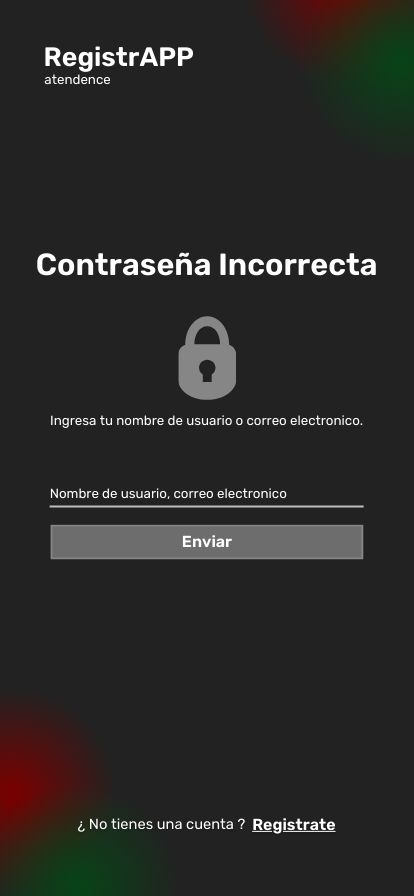 RegistrAPP
atendence
Contraseña Incorrecta
Ingresa tu nombre de usuario o correo electronico.
Nombre de usuario, correo electronico
Enviar
¿ No tienes una cuenta ? Registrate